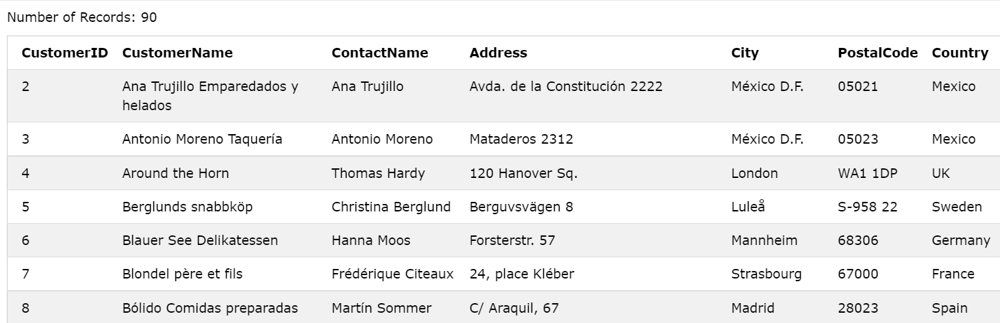 Number of Records: 90
CustomerID CustomerName ContactName Address City PostalCode Country
2 Ana Trujillo Emparedados y helados Ana Trujillo Avda. de la Constitución 2222 México D.F. 05021 Mexico
3 Antonio Moreno Taquería Antonio Moreno Mataderos 2312 México D.F. 05023 Mexico
4 Around the Horn Thomas Hardy 120 Hanover Sq. London WA1 1DP UK
5 Berglunds snabbköp Christina Berglund Berguvsvägen 8 Luleå S-958 22 Sweden
6 Blauer See Delikatessen Hanna Moos Forsterstr. 57 Mannheim 68306 Germany
7 Blondel père et fils Frédérique Citeaux 24, place Kléber Strasbourg 67000 France
8 Bólido Comidas preparadas Martín Sommer C/ Araquil, 67 Madrid 28023 Spain